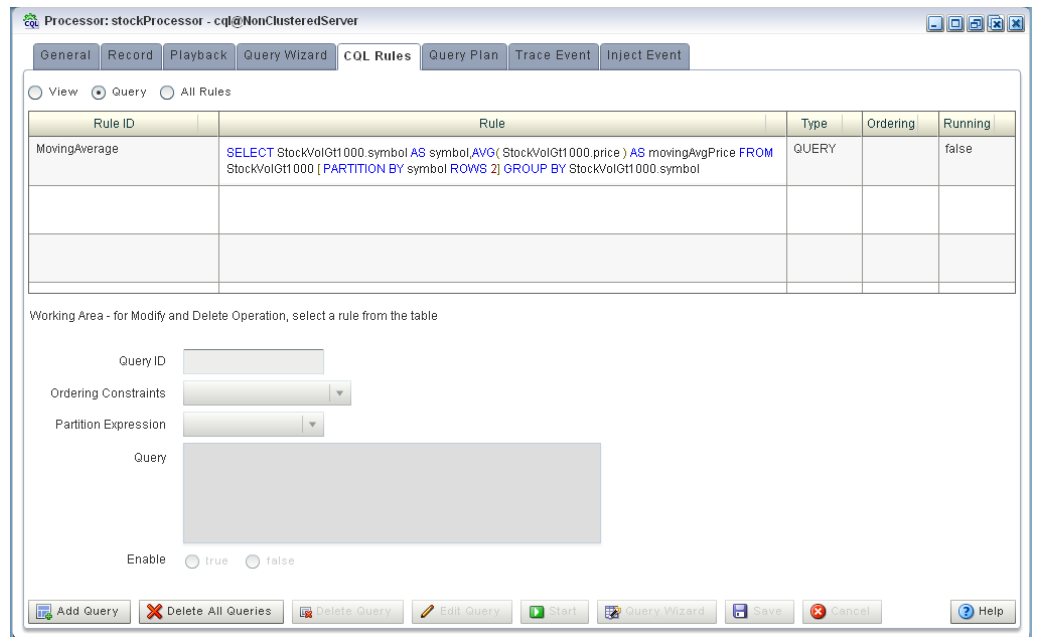 CQL Processor: stockProcessor - cql@NonClusteredServer
General Record Playback Query Wizard CQL Rules Query Plan Trace Event Inject Event
View Query All Rules
Rule ID Rule Type Ordering Running
MovingAverage SELECT StockVolGt1000.symbol AS symbol,AVG( StockVolGt1000.price ) AS movingAvgPrice FROM QUERY false
StockVolGt1000 [ PARTITION BY symbol ROWS 2] GROUP BY StockVolGt1000.symbol
Working Area - for Modify and Delete Operation, select a rule from the table
Query ID
Ordering Constraints
Partition Expression
Query
Enable true false
Add Query Delete All Queries Delete Query Edit Query Start Query Wizard Save Cancel ? Help